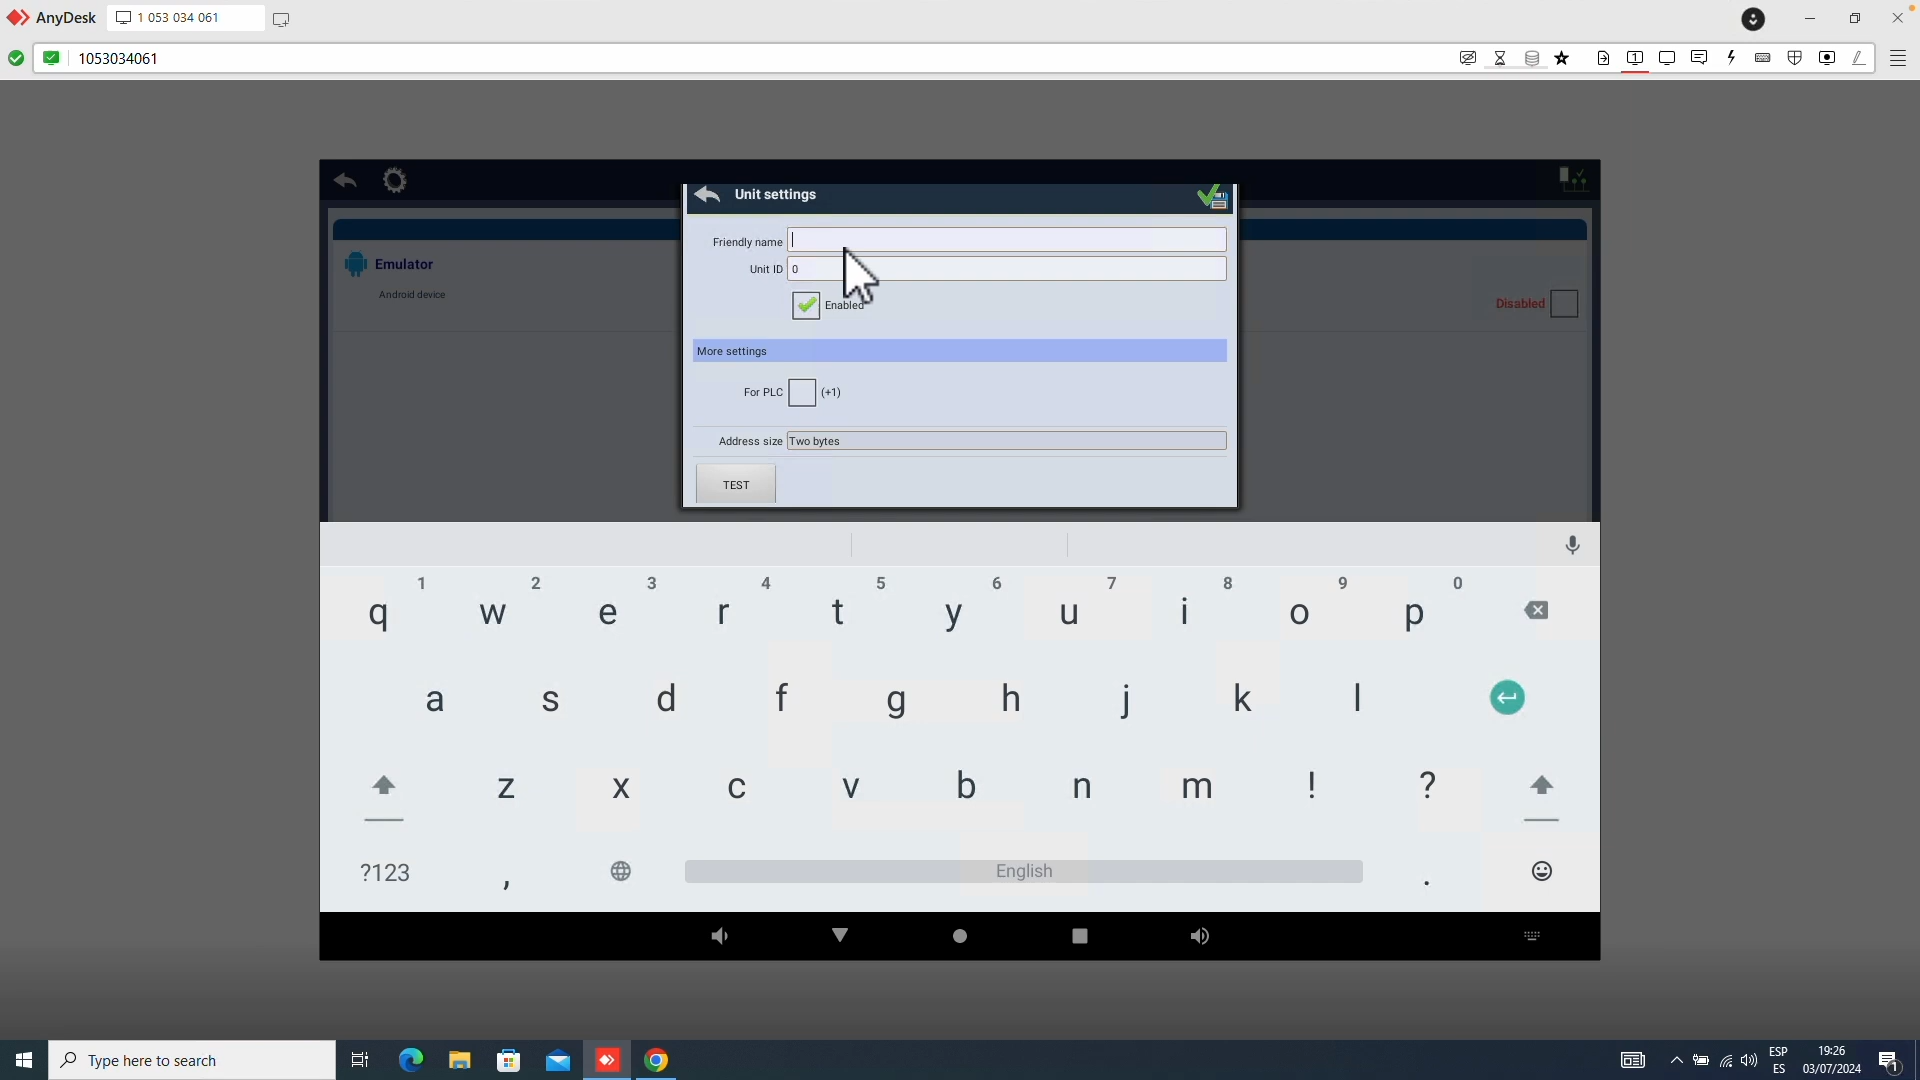 AnyDesk
1 053 034 061
1053034061
1
Unit settings
Friendly name
Unit ID 0
Enabled
Emulator
Android device
Disabled
More settings
For PLC (+1)
Address size Two bytes
TEST
1 2 3 4 5 6 7 8 9 0
q w e r t y u i o p
a s d f g h j k l
z x c v b n m ! ?
?123 , English .
Type here to search
ESP
ES
19:26
03/07/2024
1